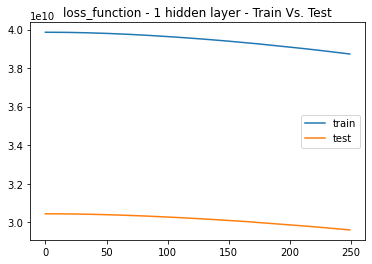 loss_function - 1 hidden layer - Train Vs. Test
1e10
4.0
3.8
3.6
3.4
3.2
3.0
train
test
0 50 100 150 200 250